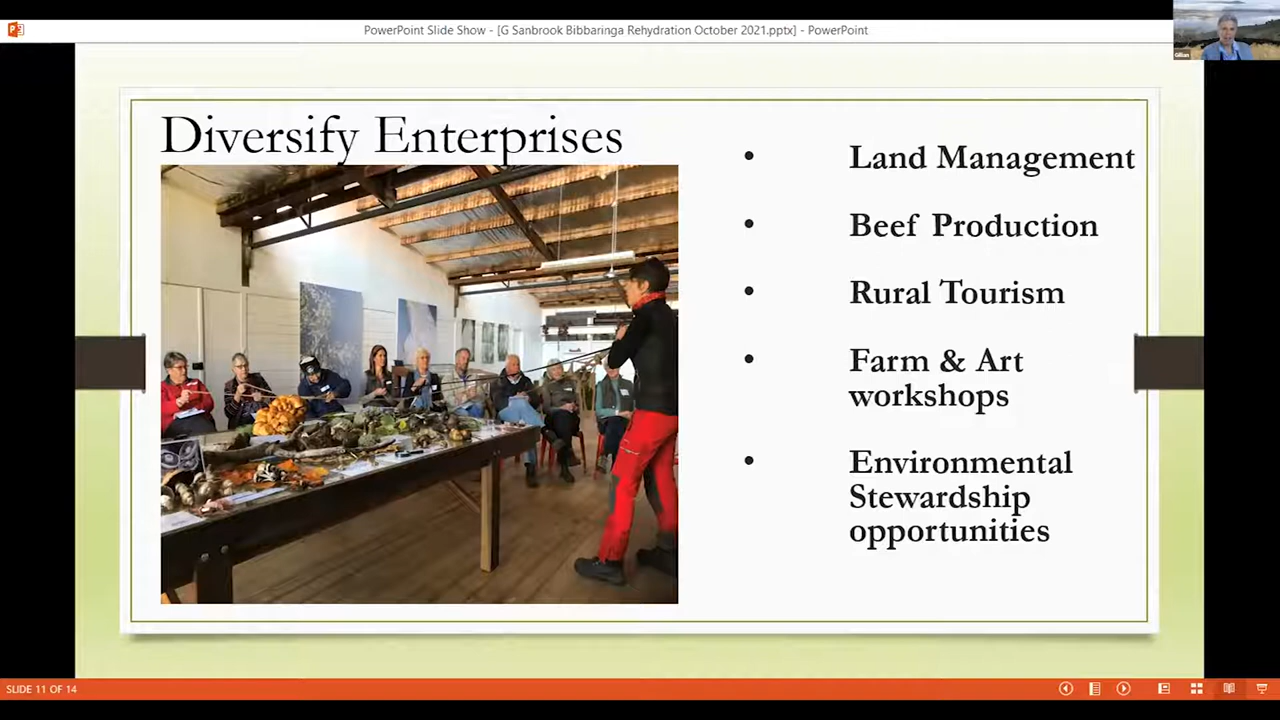 PowerPoint Slide Show - [G Sanbrook Bibbaringa Rehydration October 2021.pptx] - PowerPoint
Gillian
Diversify Enterprises
• Land Management
• Beef Production
• Rural Tourism
• Farm & Art
workshops
• Environmental
Stewardship
opportunities
SLIDE 11 OF 14